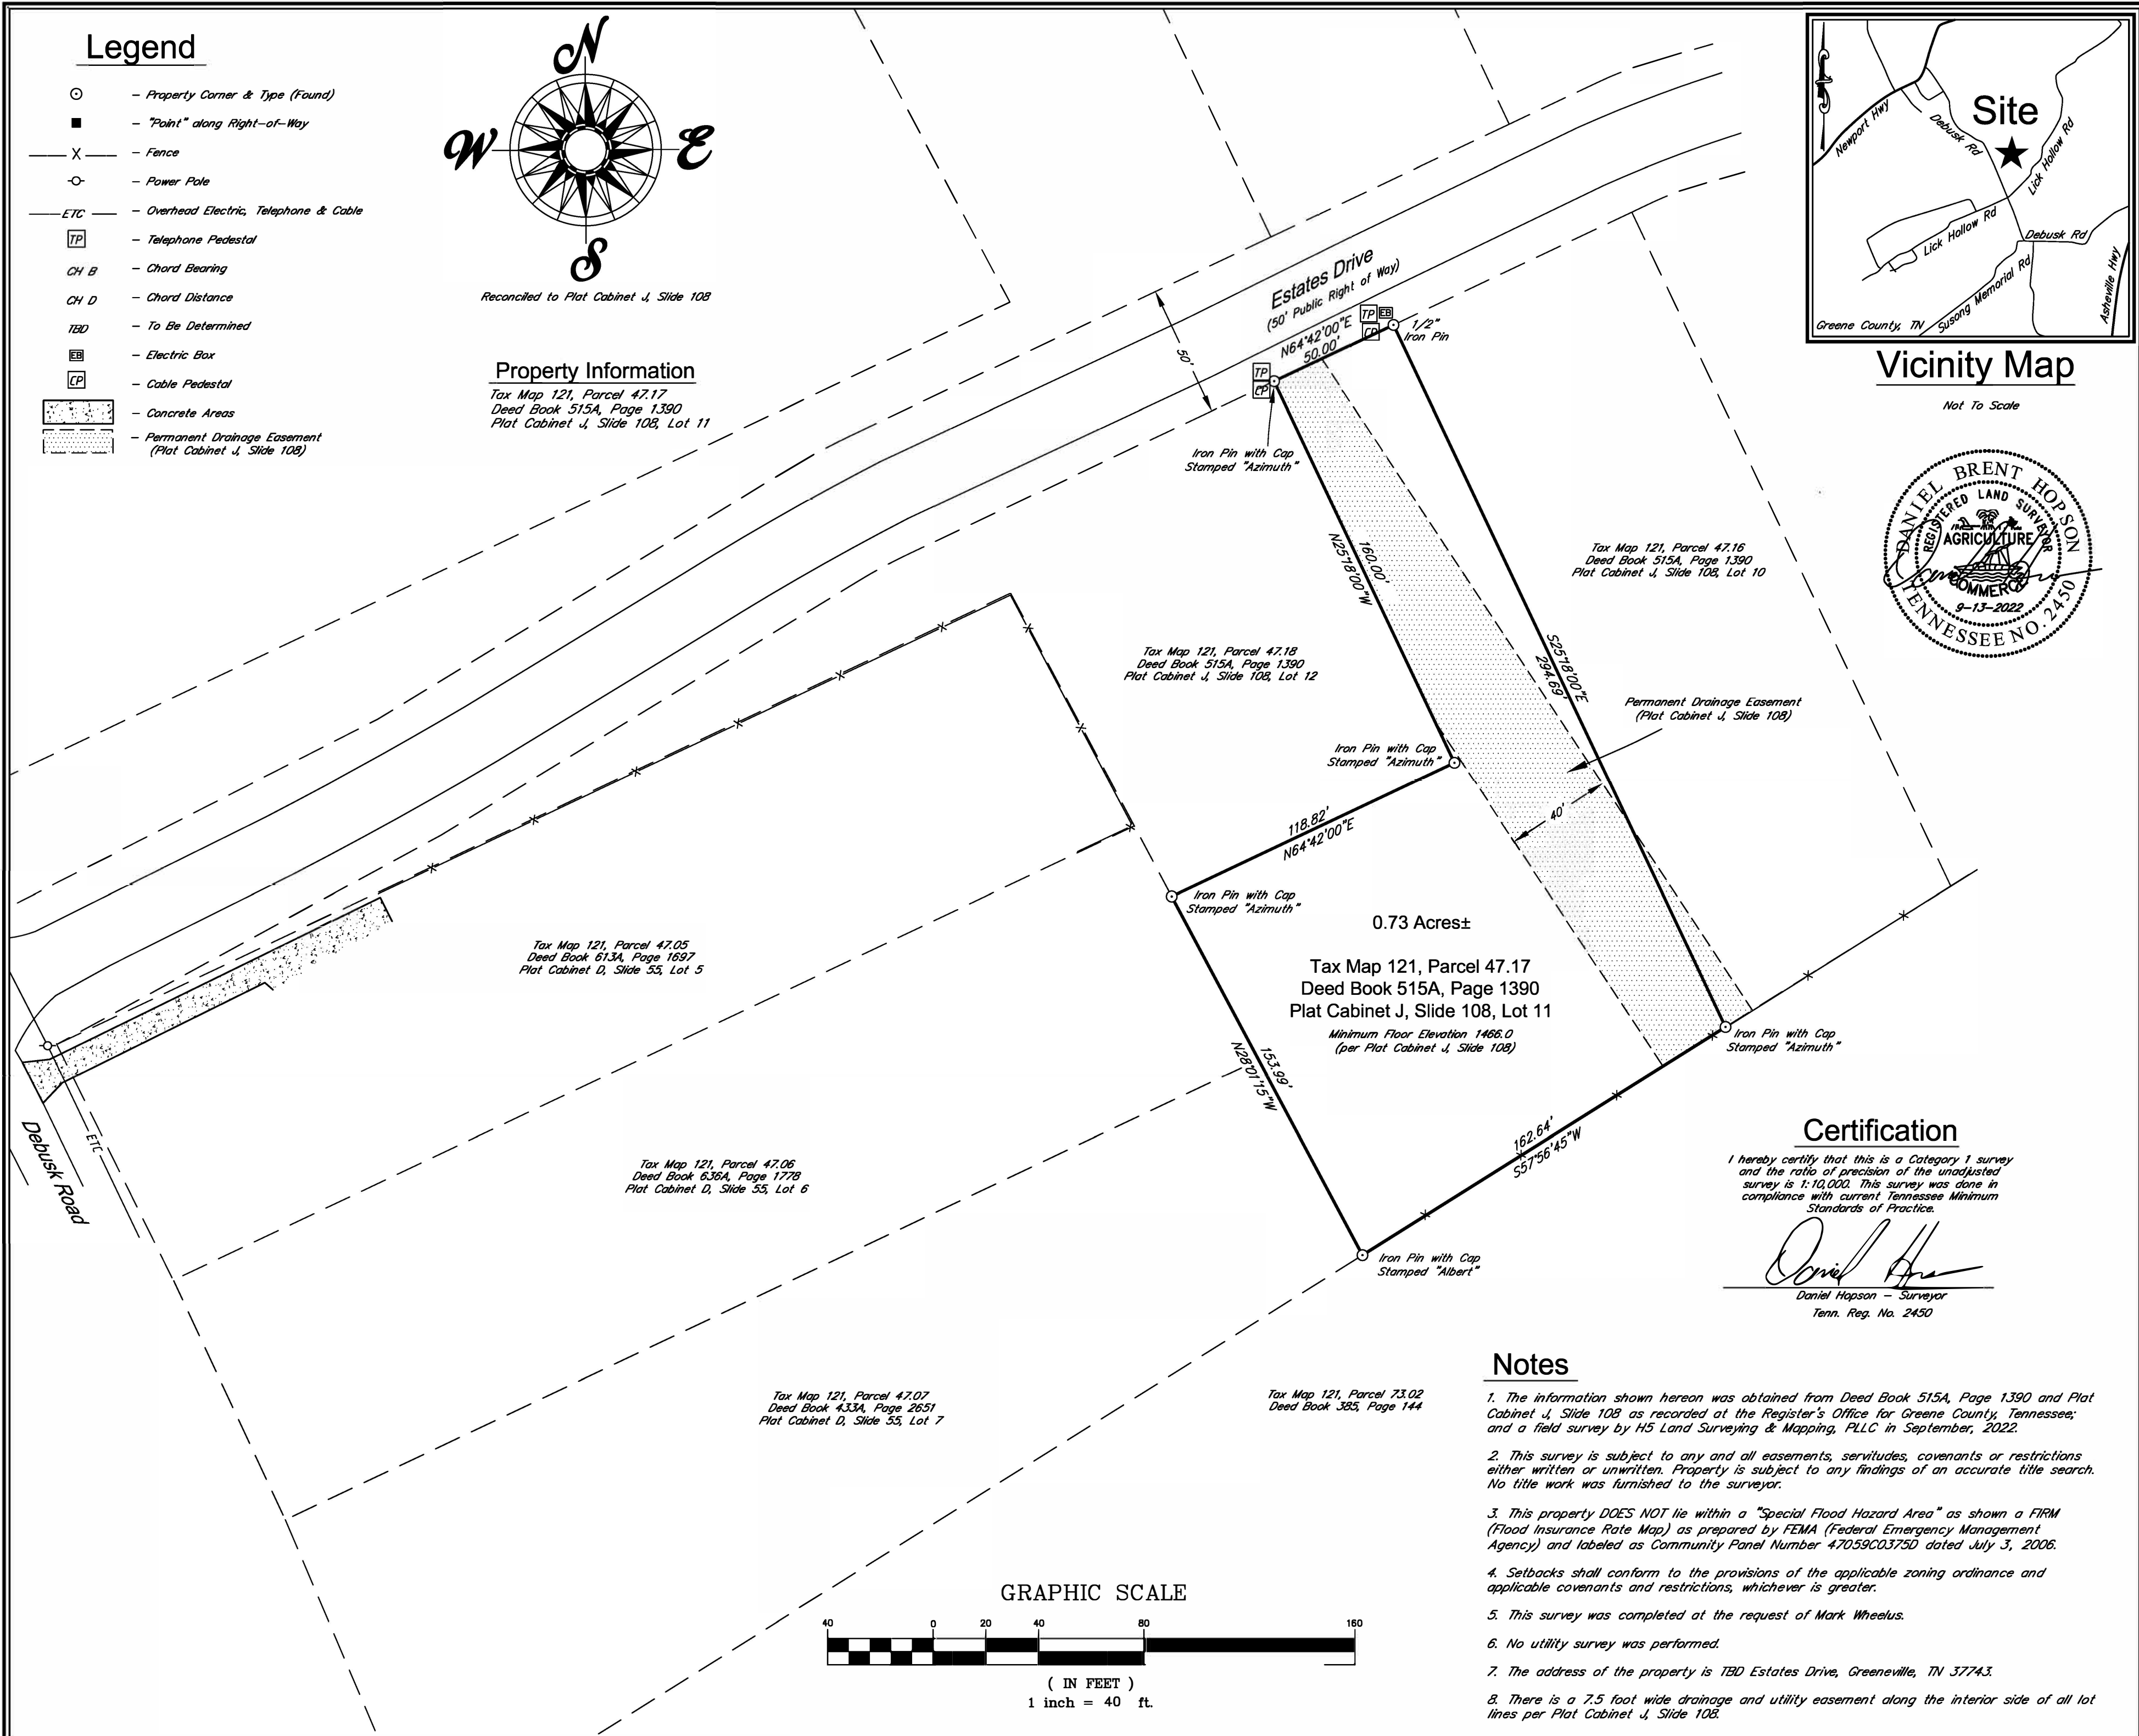 Legend
– Property Corner & Type (Found)
– "Point" along Right-of-Way
X – Fence
– Power Pole
ETC – Overhead Electric, Telephone & Cable
TP – Telephone Pedestal
CH B – Chord Bearing
CH D – Chord Distance
TBD – To Be Determined
EB – Electric Box
CP – Cable Pedestal
– Concrete Areas
– Permanent Drainage Easement
(Plat Cabinet J, Slide 108)
N
W E
S
Reconciled to Plat Cabinet J, Slide 108
Property Information
Tax Map 121, Parcel 47.17
Deed Book 515A, Page 1390
Plat Cabinet J, Slide 108, Lot 11
Newport Hwy
Debusk Rd
Site
Lick Hollow Rd
Lick Hollow Rd
Debusk Rd
Susong Memorial Rd
Asheville Hwy
Greene County, TN
Vicinity Map
Not To Scale
DANIEL BRENT HOPSON
REGISTERED LAND SURVEYOR
AGRICULTURE
COMMERCE
9-13-2022
TENNESSEE NO. 2450
Estates Drive
(50' Public Right of Way)
50'
N64°42'00"E
50.00'
TP EB
CP
1/2"
Iron Pin
TP
CP
Iron Pin with Cap
Stamped "Azimuth"
160.00'
N25°18'00"W
Tax Map 121, Parcel 47.16
Deed Book 515A, Page 1390
Plat Cabinet J, Slide 108, Lot 10
S25°18'00"E
294.69'
Tax Map 121, Parcel 47.18
Deed Book 515A, Page 1390
Plat Cabinet J, Slide 108, Lot 12
Permanent Drainage Easement
(Plat Cabinet J, Slide 108)
Iron Pin with Cap
Stamped "Azimuth"
40'
118.82'
N64°42'00"E
Iron Pin with Cap
Stamped "Azimuth"
0.73 Acres±
Tax Map 121, Parcel 47.17
Deed Book 515A, Page 1390
Plat Cabinet J, Slide 108, Lot 11
Minimum Floor Elevation 1466.0
(per Plat Cabinet J, Slide 108)
Iron Pin with Cap
Stamped "Azimuth"
153.99'
N28°01'15"W
162.64'
S57°56'45"W
Iron Pin with Cap
Stamped "Albert"
Tax Map 121, Parcel 47.05
Deed Book 613A, Page 1697
Plat Cabinet D, Slide 55, Lot 5
Debusk Road
ETC
Tax Map 121, Parcel 47.06
Deed Book 636A, Page 1778
Plat Cabinet D, Slide 55, Lot 6
Tax Map 121, Parcel 47.07
Deed Book 433A, Page 2651
Plat Cabinet D, Slide 55, Lot 7
Tax Map 121, Parcel 73.02
Deed Book 385, Page 144
Certification
I hereby certify that this is a Category 1 survey
and the ratio of precision of the unadjusted
survey is 1:10,000. This survey was done in
compliance with current Tennessee Minimum
Standards of Practice.
Daniel Hopson – Surveyor
Tenn. Reg. No. 2450
Notes
1. The information shown hereon was obtained from Deed Book 515A, Page 1390 and Plat
Cabinet J, Slide 108 as recorded at the Register's Office for Greene County, Tennessee;
and a field survey by H5 Land Surveying & Mapping, PLLC in September, 2022.
2. This survey is subject to any and all easements, servitudes, covenants or restrictions
either written or unwritten. Property is subject to any findings of an accurate title search.
No title work was furnished to the surveyor.
3. This property DOES NOT lie within a "Special Flood Hazard Area" as shown a FIRM
(Flood Insurance Rate Map) as prepared by FEMA (Federal Emergency Management
Agency) and labeled as Community Panel Number 47059C0375D dated July 3, 2006.
4. Setbacks shall conform to the provisions of the applicable zoning ordinance and
applicable covenants and restrictions, whichever is greater.
5. This survey was completed at the request of Mark Wheelus.
6. No utility survey was performed.
7. The address of the property is TBD Estates Drive, Greeneville, TN 37743.
8. There is a 7.5 foot wide drainage and utility easement along the interior side of all lot
lines per Plat Cabinet J, Slide 108.
GRAPHIC SCALE
40 0 20 40 80 160
( IN FEET )
1 inch = 40 ft.